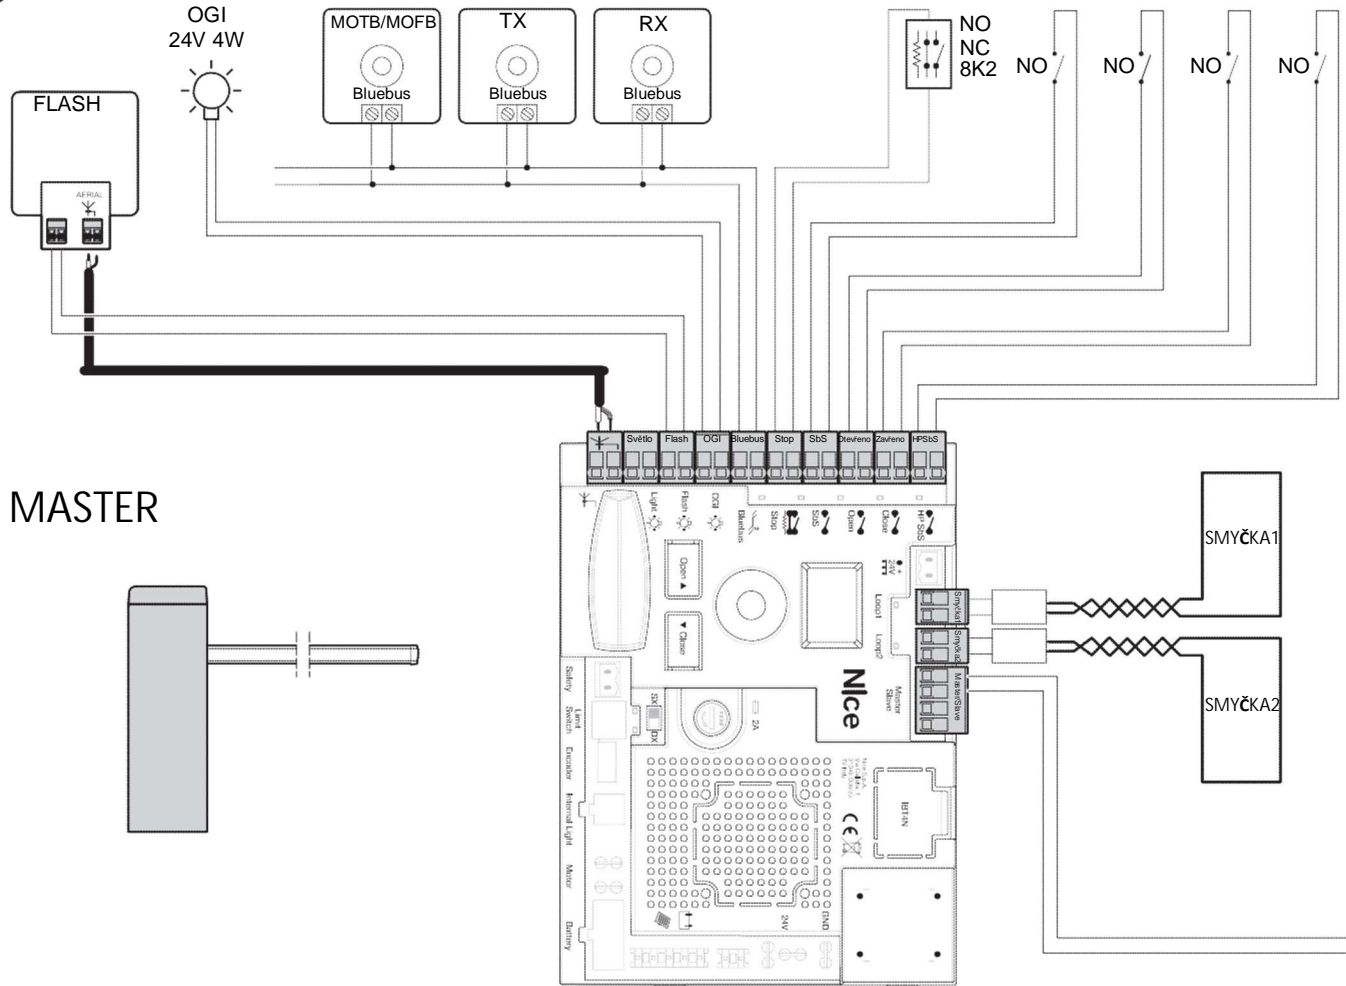 OGI
24V 4W
MOTB/MOFB
Bluebus
TX
Bluebus
RX
Bluebus
NO
NC
8K2
NO
NO
NO
NO
FLASH
AERIAL
Světlo
Flash
OGI
Bluebus
Stop
SbS
Otevřeno
Zavřeno
HPSbS
MASTER
Light
Flash
OGI
Bluebus
Stop
SbS
Open
Close
HP SbS
24V
Open ▲
▼ Close
Loop1
Loop2
Master
Slave
Smyčka1
Smyčka2
Master/Slave
SMYČKA1
SMYČKA2
Nice
Safety
Limit
Switch
Encoder
Internal Light
Motor
Battery
SX
DX
2A
Nice S.p.A.
CE
IBT4N
24V
GND